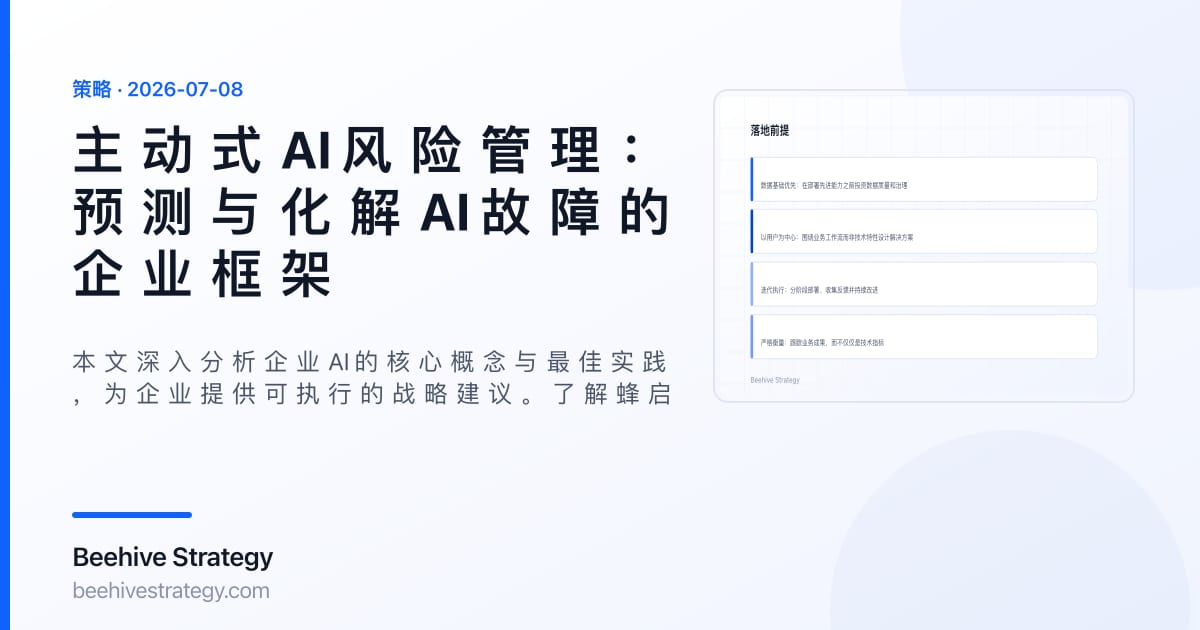 策略 · 2026-07-08
主动式AI风险管理：
预测与化解AI故障的
企业框架
本文深入分析企业AI的核心概念与最佳实践
，为企业提供可执行的战略建议。了解蜂启
Beehive Strategy
beehivestrategy.com
落地前提
数据基础优先：在部署先进能力之前投资数据质量和治理
以用户为中心：围绕业务工作流而非技术特性设计解决方案
迭代执行：分阶段部署、收集反馈并持续改进
严格衡量：跟踪业务成果，而不仅仅是技术指标
Beehive Strategy